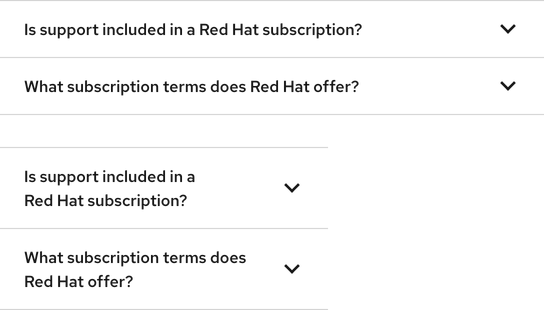 Is support included in a Red Hat subscription?
What subscription terms does Red Hat offer?
Is support included in a
Red Hat subscription?
What subscription terms does
Red Hat offer?